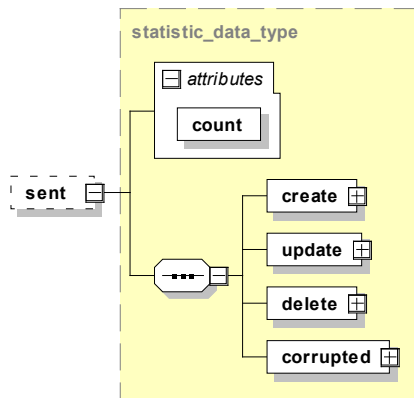 statistic_data_type
attributes
count
sent
create
update
delete
corrupted